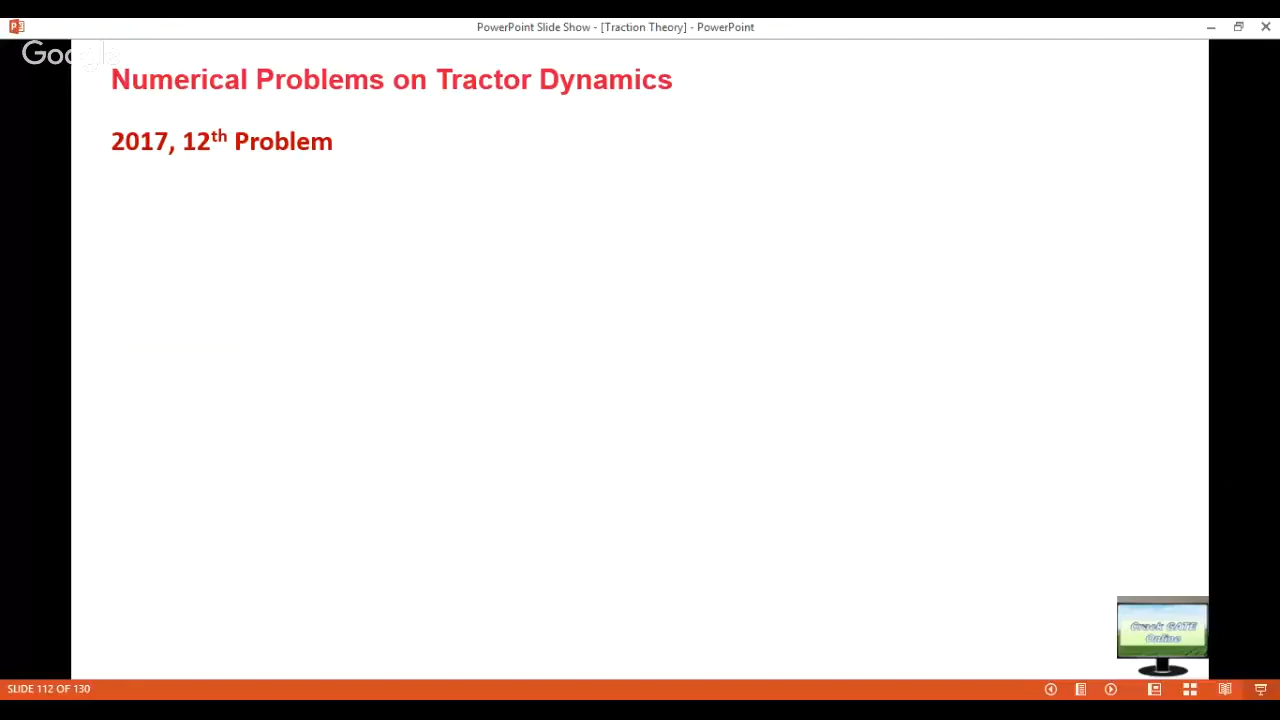 PowerPoint Slide Show - [Traction Theory] - PowerPoint
Google
Numerical Problems on Tractor Dynamics
2017, 12th Problem
Crack GATE
Online
SLIDE 112 OF 130